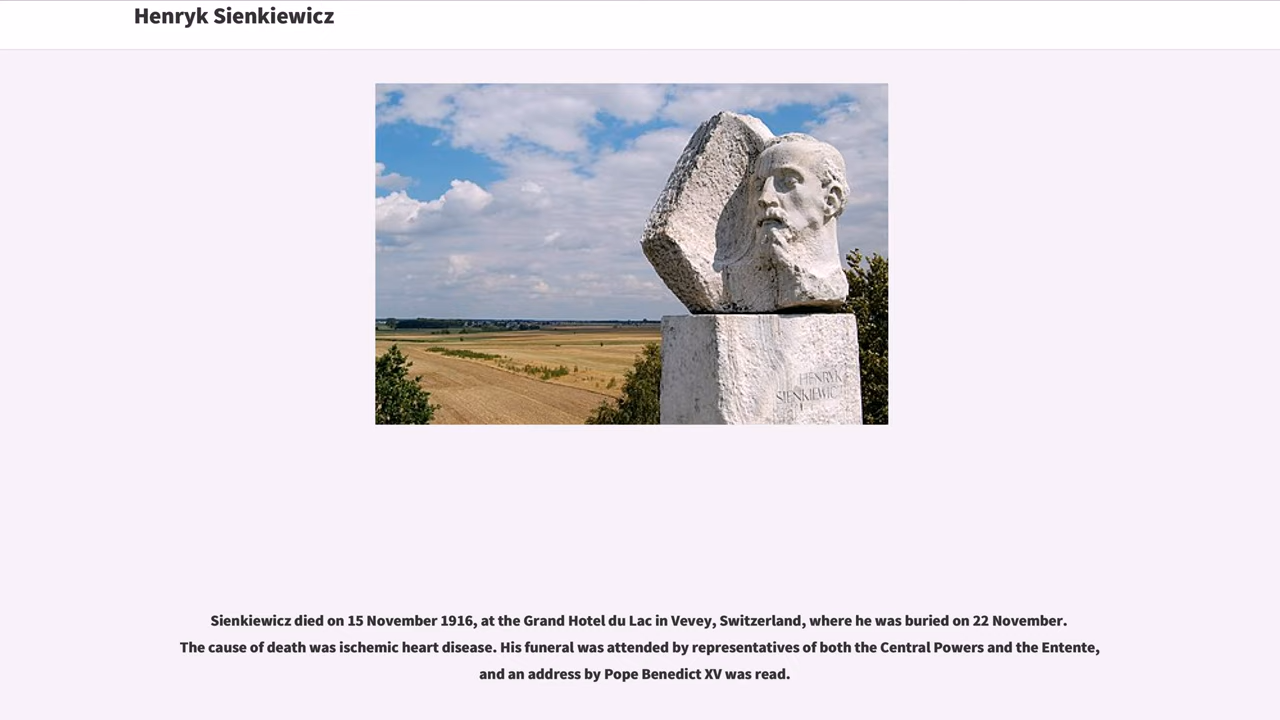 Henryk Sienkiewicz
HENRYK
SIENKIEWICZ
Sienkiewicz died on 15 November 1916, at the Grand Hotel du Lac in Vevey, Switzerland, where he was buried on 22 November.
The cause of death was ischemic heart disease. His funeral was attended by representatives of both the Central Powers and the Entente,
and an address by Pope Benedict XV was read.